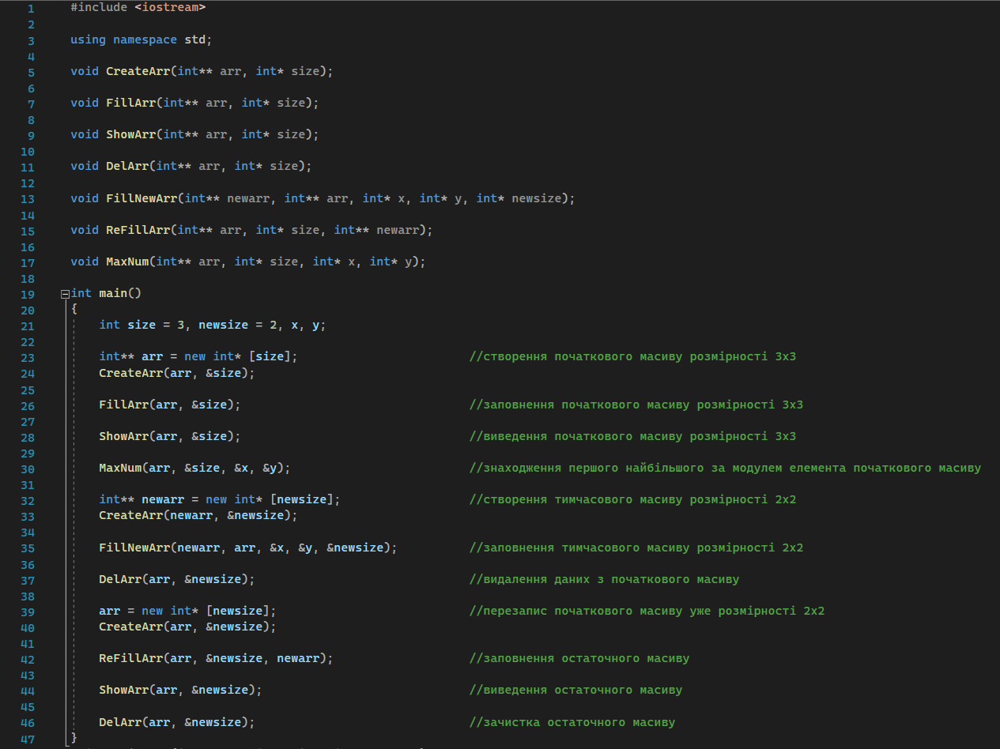 1 #include <iostream>
2
3 using namespace std;
4
5 void CreateArr(int** arr, int* size);
6
7 void FillArr(int** arr, int* size);
8
9 void ShowArr(int** arr, int* size);
10
11 void DelArr(int** arr, int* size);
12
13 void FillNewArr(int** newarr, int** arr, int* x, int* y, int* newsize);
14
15 void ReFillArr(int** arr, int* size, int** newarr);
16
17 void MaxNum(int** arr, int* size, int* x, int* y);
18
19 int main()
20 {
21 int size = 3, newsize = 2, x, y;
22
23 int** arr = new int* [size]; //створення початкового масиву розмірності 3х3
24 CreateArr(arr, &size);
25
26 FillArr(arr, &size); //заповнення початкового масиву розмірності 3х3
27
28 ShowArr(arr, &size); //виведення початкового масиву розмірності 3х3
29
30 MaxNum(arr, &size, &x, &y); //знаходження першого найбільшого за модулем елемента початкового масиву
31
32 int** newarr = new int* [newsize]; //створення тимчасового масиву розмірності 2х2
33 CreateArr(newarr, &newsize);
34
35 FillNewArr(newarr, arr, &x, &y, &newsize); //заповнення тимчасового масиву розмірності 2х2
36
37 DelArr(arr, &newsize); //видалення даних з початкового масиву
38
39 arr = new int* [newsize]; //перезапис початкового масиву уже розмірності 2х2
40 CreateArr(arr, &newsize);
41
42 ReFillArr(arr, &newsize, newarr); //заповнення остаточного масиву
43
44 ShowArr(arr, &newsize); //виведення остаточного масиву
45
46 DelArr(arr, &newsize); //зачистка остаточного масиву
47 }